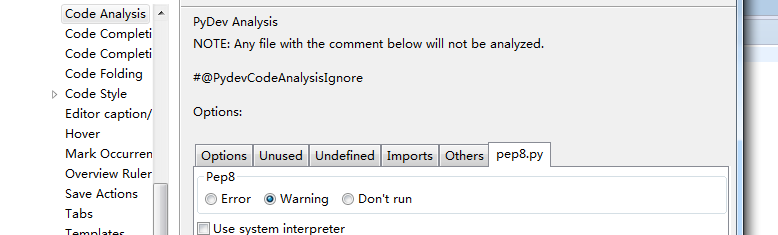 Code Analysis
Code Completi
Code Completi
Code Folding
Code Style
Editor caption/
Hover
Mark Occurren
Overview Ruler
Save Actions
Tabs
Templates
PyDev Analysis
NOTE: Any file with the comment below will not be analyzed.
#@PydevCodeAnalysisIgnore
Options:
Options Unused Undefined Imports Others pep8.py
Pep8
Error Warning Don't run
Use system interpreter